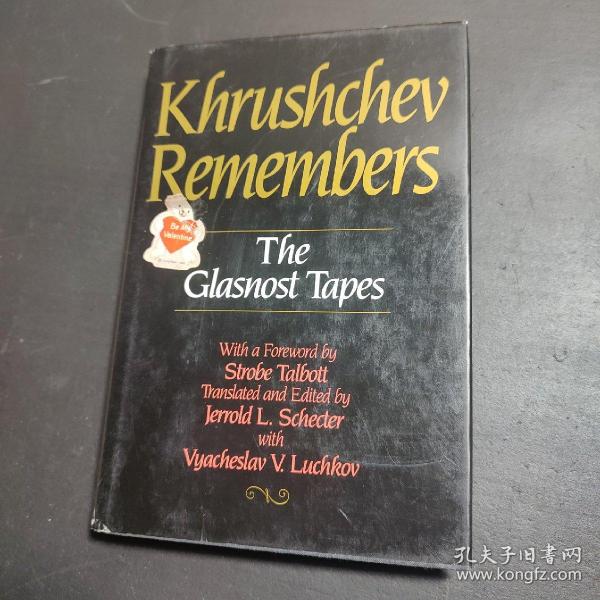 Khrushchev
Remembers
Be My
Valentine
The
Glasnost Tapes
With a Foreword by
Strobe Talbott
Translated and Edited by
Jerrold L. Schecter
with
Vyacheslav V. Luchkov
孔夫子旧书网
www.kongfz.com